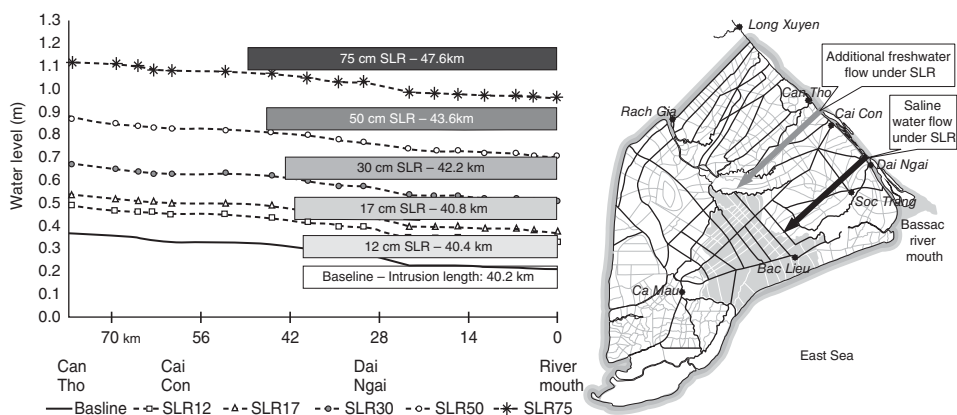 1.3
1.2
1.1
1.0
0.9
0.8
0.7
0.6
0.5
0.4
0.3
0.2
0.1
0.0
Water level (m)
75 cm SLR – 47.6km
50 cm SLR – 43.6km
30 cm SLR – 42.2 km
17 cm SLR – 40.8 km
12 cm SLR – 40.4 km
Baseline – Intrusion length: 40.2 km
70 km
56
42
28
14
0
Can Tho
Cai Con
Dai Ngai
River mouth
Basline
SLR12
SLR17
SLR30
SLR50
SLR75
Long Xuyen
Additional freshwater
flow under SLR
Can Tho
Rach Gia
Cai Con
Saline
water flow
under SLR
Dai Ngai
Soc Trang
Bassac
river
mouth
Bac Lieu
Ca Mau
East Sea